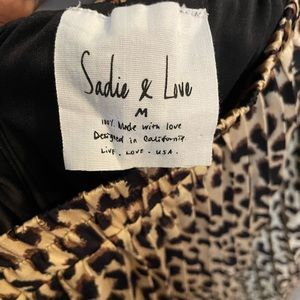 Sadie & Love
M
100% Made with love
Designed in California
LIVE. LOVE. USA.